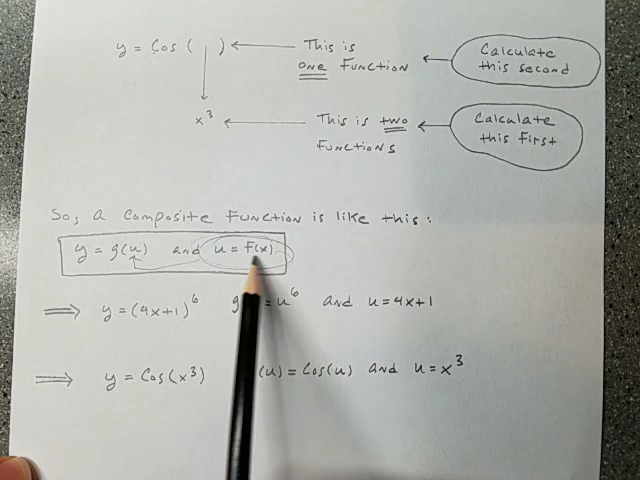 y = Cos ( ) This is Calculate
one Function this second
x³ This is two Calculate
Functions this First
So, a Composite Function is like this:
y = g(u) and u = F(x)
⟹ y = (4x+1)⁶ g = u⁶ and u = 4x+1
⟹ y = Cos(x³) (u) = Cos(u) and u = x³